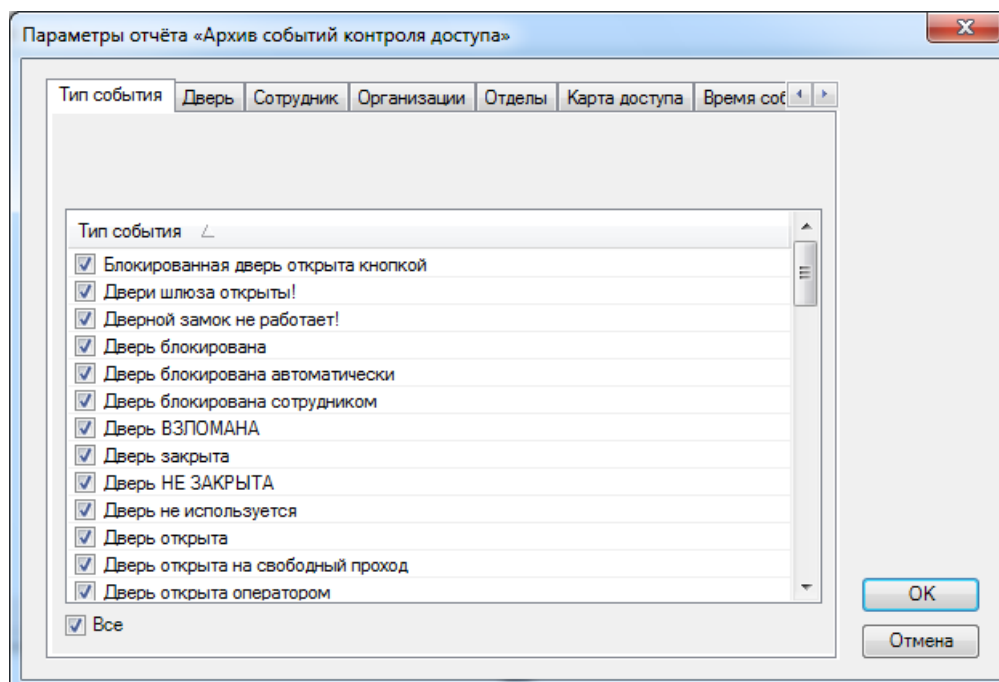 Параметры отчёта «Архив событий контроля доступа»
Тип события Дверь Сотрудник Организации Отделы Карта доступа Время соб
Тип события
Блокированная дверь открыта кнопкой
Двери шлюза открыты!
Дверной замок не работает!
Дверь блокирована
Дверь блокирована автоматически
Дверь блокирована сотрудником
Дверь ВЗЛОМАНА
Дверь закрыта
Дверь НЕ ЗАКРЫТА
Дверь не используется
Дверь открыта
Дверь открыта на свободный проход
Дверь открыта оператором
Все
OK
Отмена